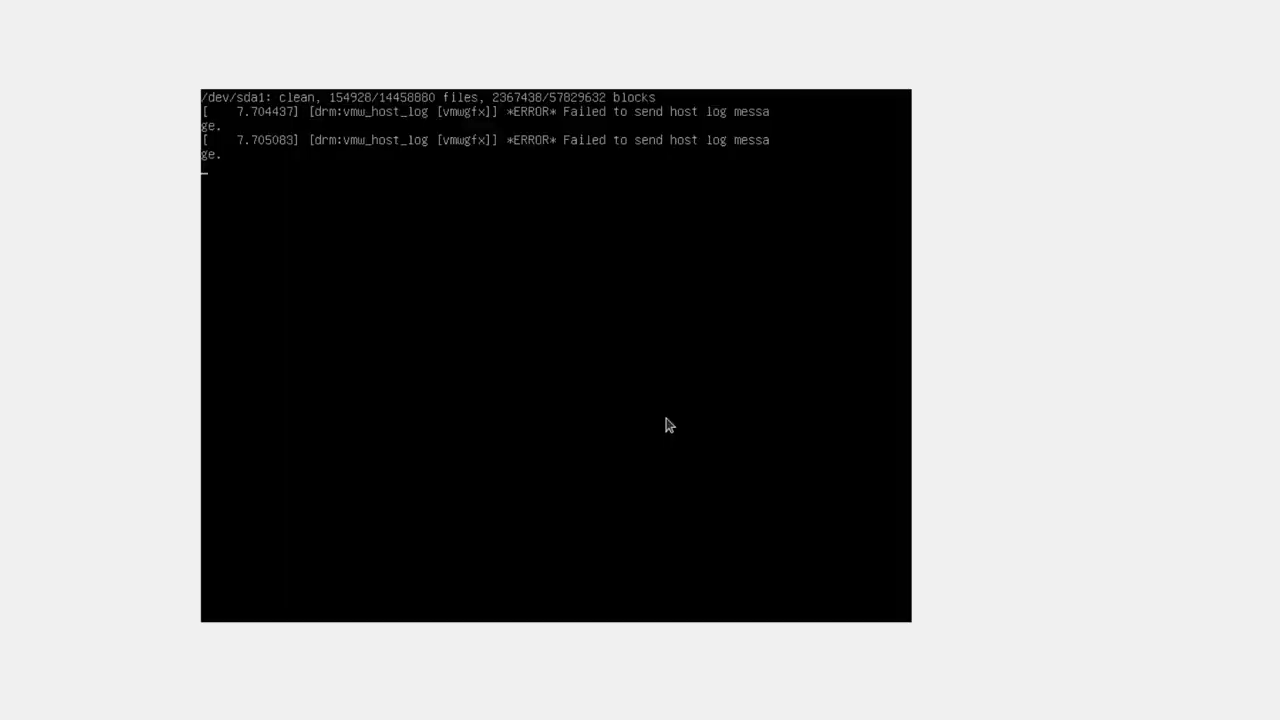 /dev/sda1: clean, 154928/14458880 files, 2367438/57829632 blocks
[    7.704437] [drm:vmw_host_log [vmwgfx]] *ERROR* Failed to send host log messa
ge.
[    7.705083] [drm:vmw_host_log [vmwgfx]] *ERROR* Failed to send host log messa
ge.